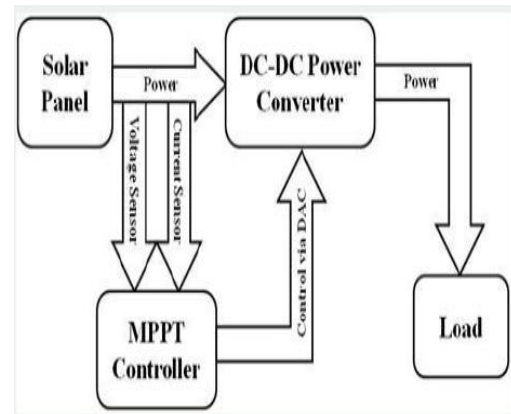 Solar
Panel
Power
DC-DC Power
Converter
Power
Voltage Sensor
Current Sensor
Control via DAC
MPPT
Controller
Load